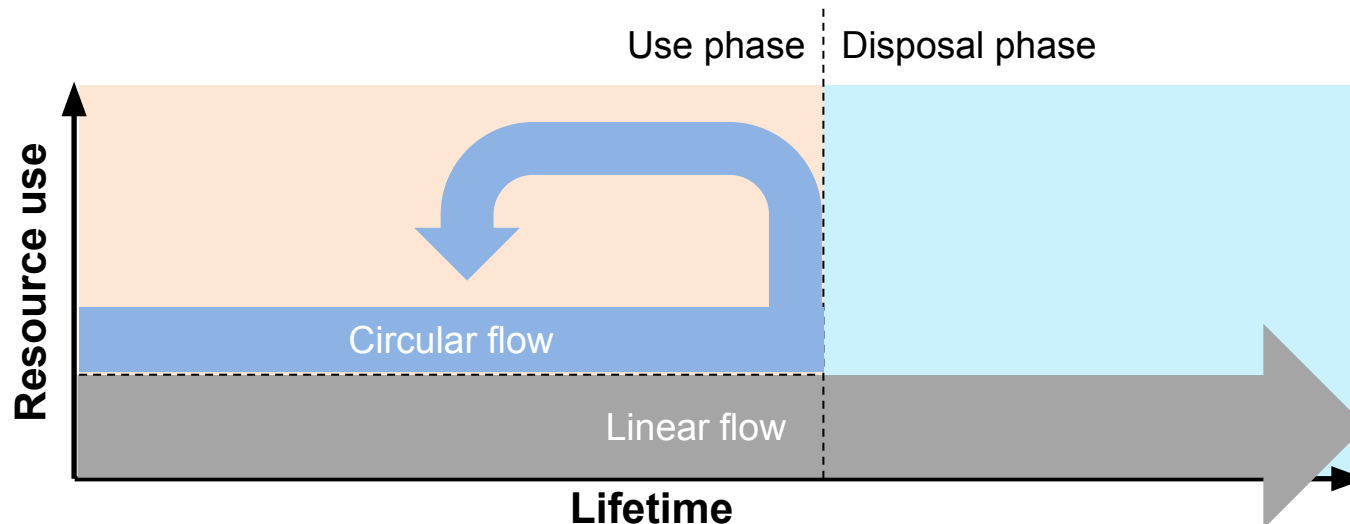 Use phase
Disposal phase
Resource use
Circular flow
Linear flow
Lifetime